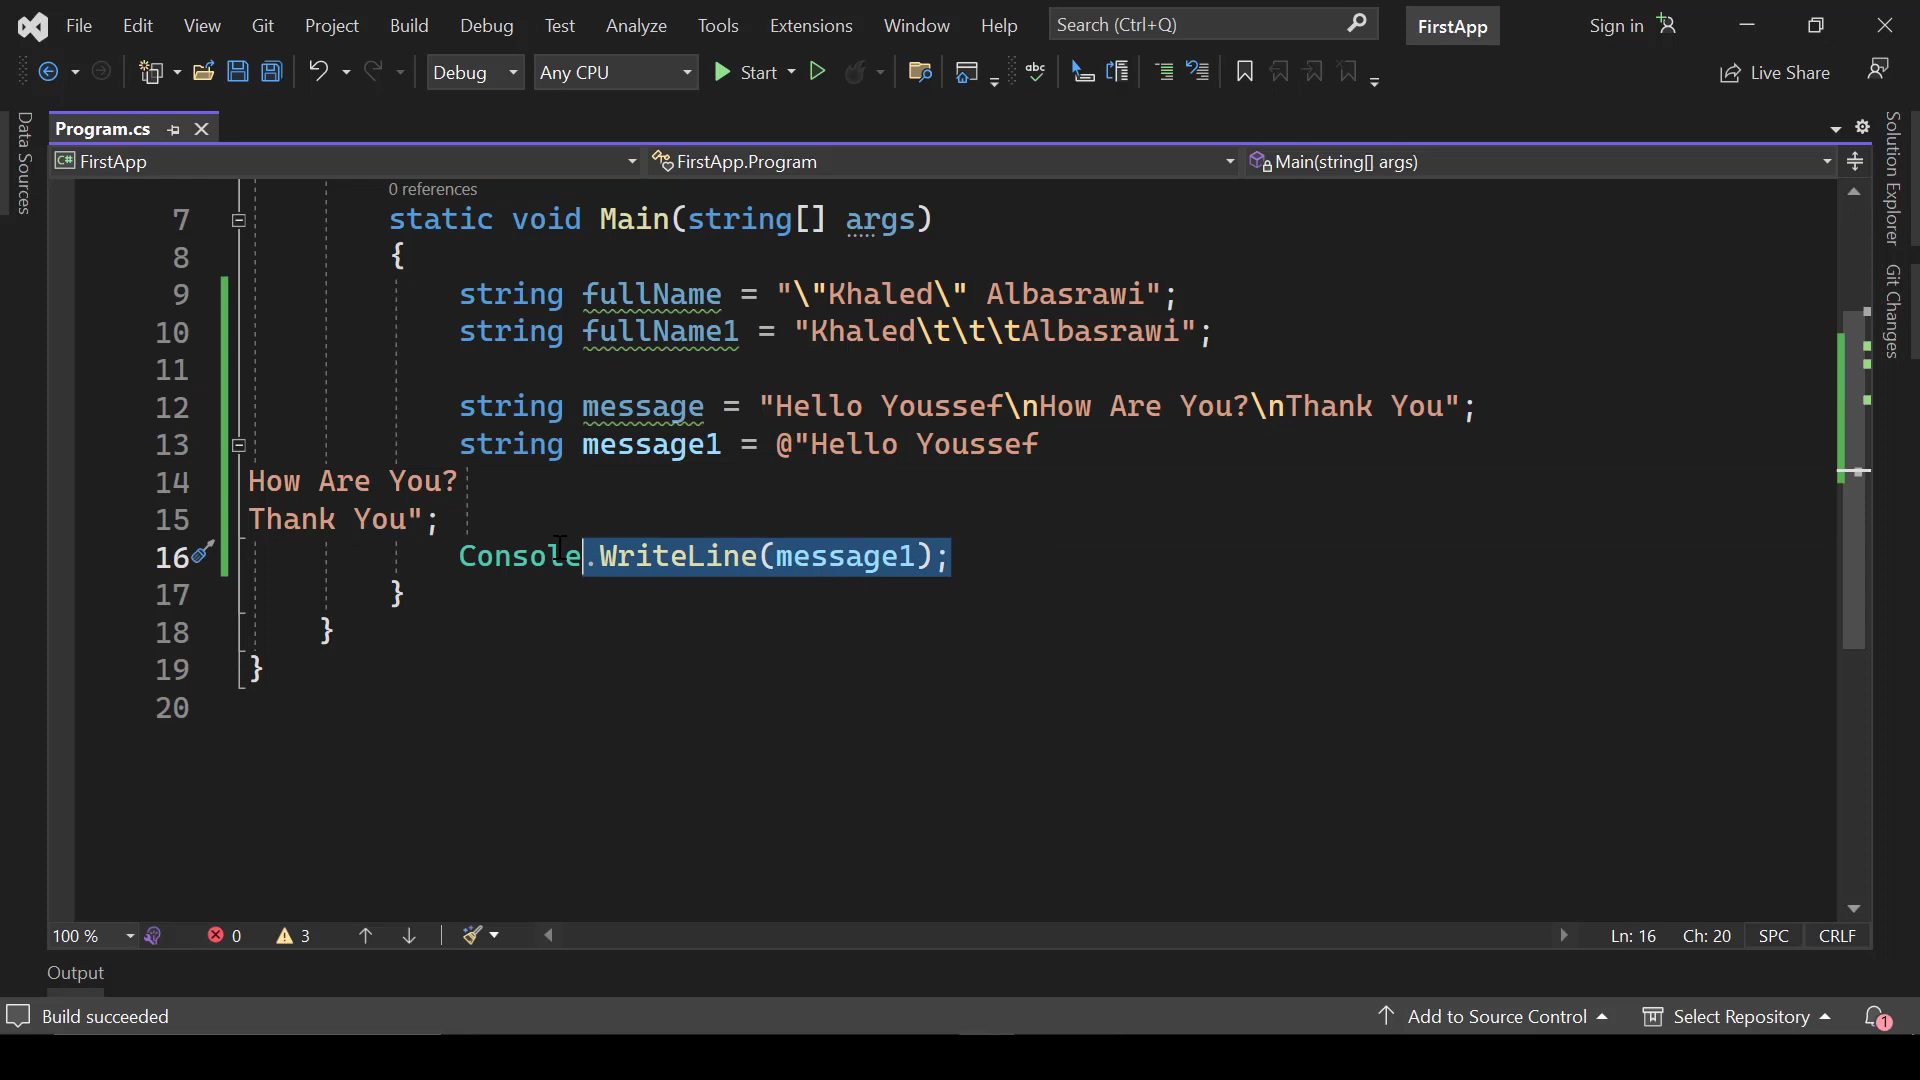 File Edit View Git Project Build Debug Test Analyze Tools Extensions Window Help Search (Ctrl+Q) FirstApp Sign in
Debug Any CPU Start abc Live Share
Data Sources
Program.cs
C# FirstApp FirstApp.Program Main(string[] args)
0 references
7 static void Main(string[] args)
8 {
9 string fullName = "\"Khaled\" Albasrawi";
10 string fullName1 = "Khaled\t\t\tAlbasrawi";
11
12 string message = "Hello Youssef\nHow Are You?\nThank You";
13 string message1 = @"Hello Youssef
14 How Are You?
15 Thank You";
16 Console.WriteLine(message1);
17 }
18 }
19 }
20
Solution Explorer
Git Changes
100 % 0 3 Ln: 16 Ch: 20 SPC CRLF
Output
Build succeeded Add to Source Control Select Repository 1